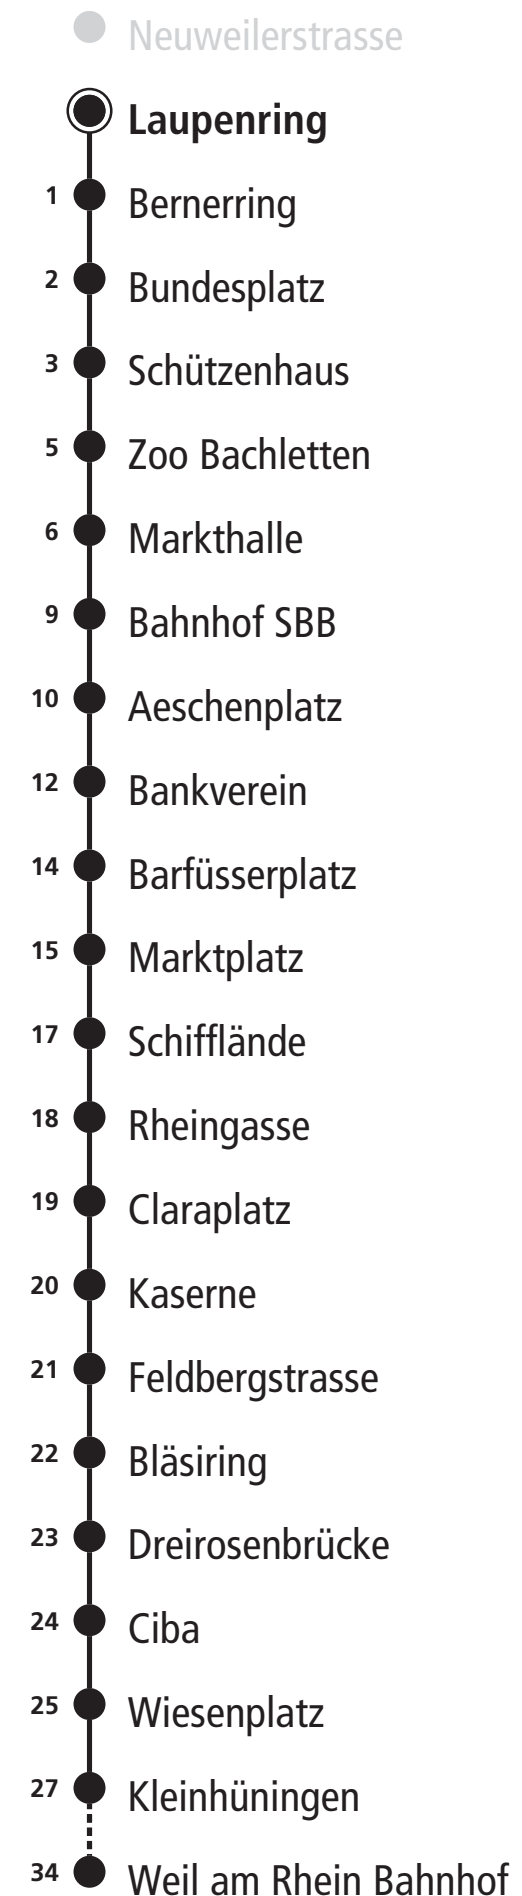 Neuweilerstrasse
Laupenring
1 Bernerring
2 Bundesplatz
3 Schützenhaus
5 Zoo Bachletten
6 Markthalle
9 Bahnhof SBB
10 Aeschenplatz
12 Bankverein
14 Barfüsserplatz
15 Marktplatz
17 Schifflände
18 Rheingasse
19 Claraplatz
20 Kaserne
21 Feldbergstrasse
22 Bläsiring
23 Dreirosenbrücke
24 Ciba
25 Wiesenplatz
27 Kleinhüningen
34 Weil am Rhein Bahnhof